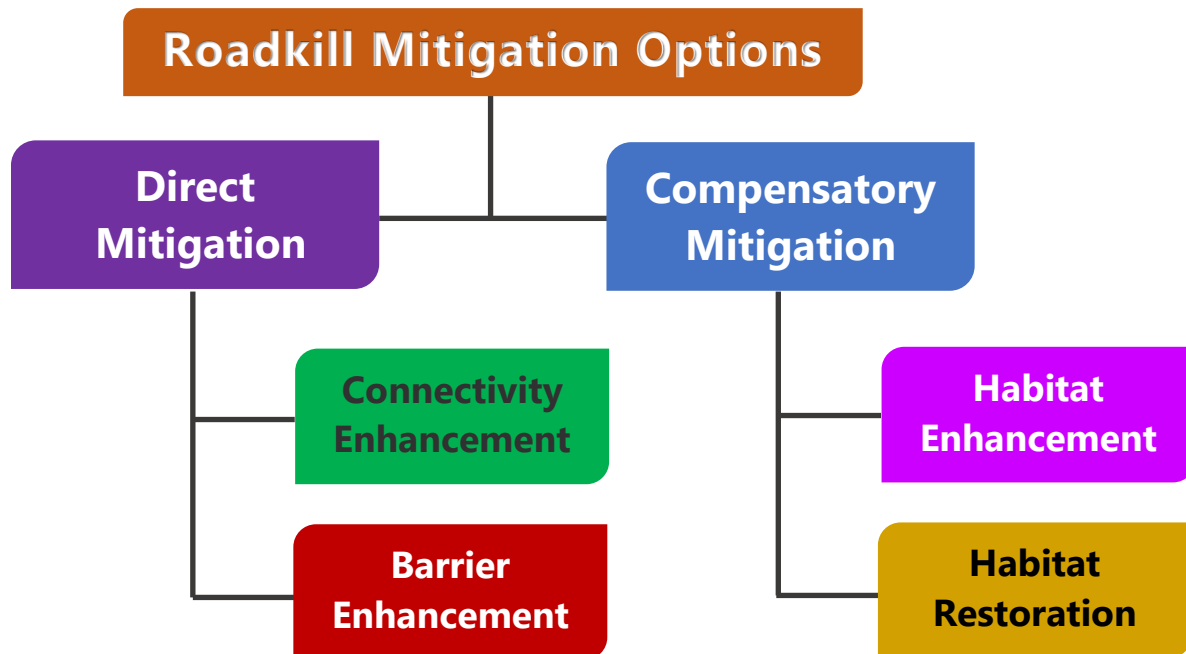 Roadkill Mitigation Options
Direct
Mitigation
Compensatory
Mitigation
Connectivity
Enhancement
Barrier
Enhancement
Habitat
Enhancement
Habitat
Restoration